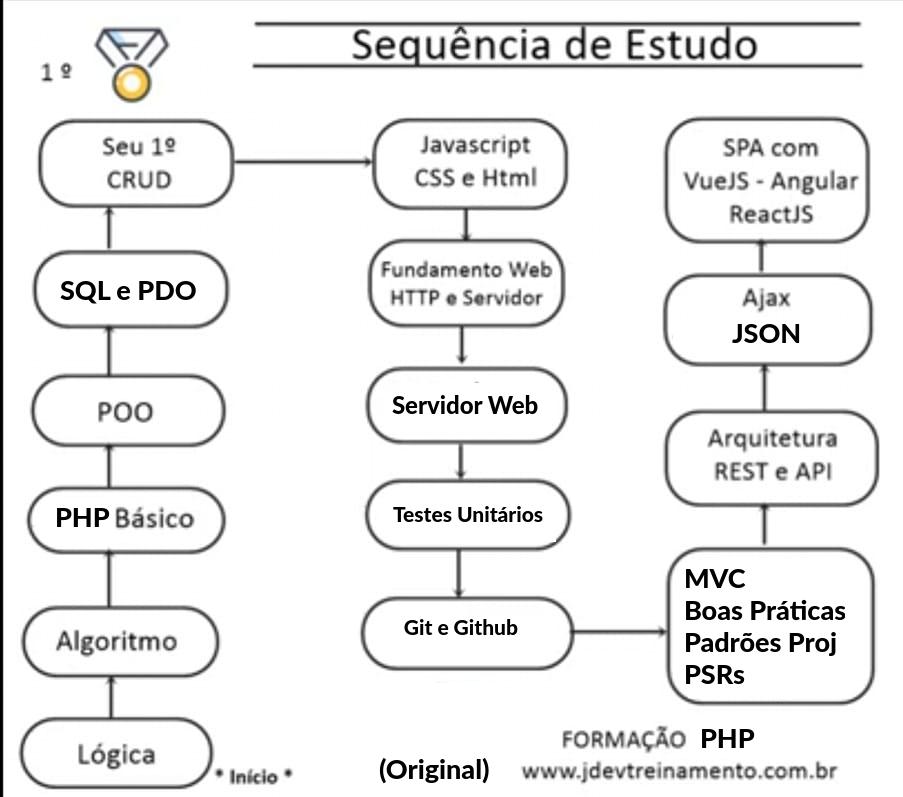 Sequência de Estudo
1 º
Seu 1º
CRUD
SQL e PDO
POO
PHP Básico
Algoritmo
Lógica
* Início *
Javascript
CSS e Html
Fundamento Web
HTTP e Servidor
Servidor Web
Testes Unitários
Git e Github
SPA com
VueJS - Angular
ReactJS
Ajax
JSON
Arquitetura
REST e API
MVC
Boas Práticas
Padrões Proj
PSRs
FORMAÇÃO PHP
(Original) www.jdevtreinamento.com.br